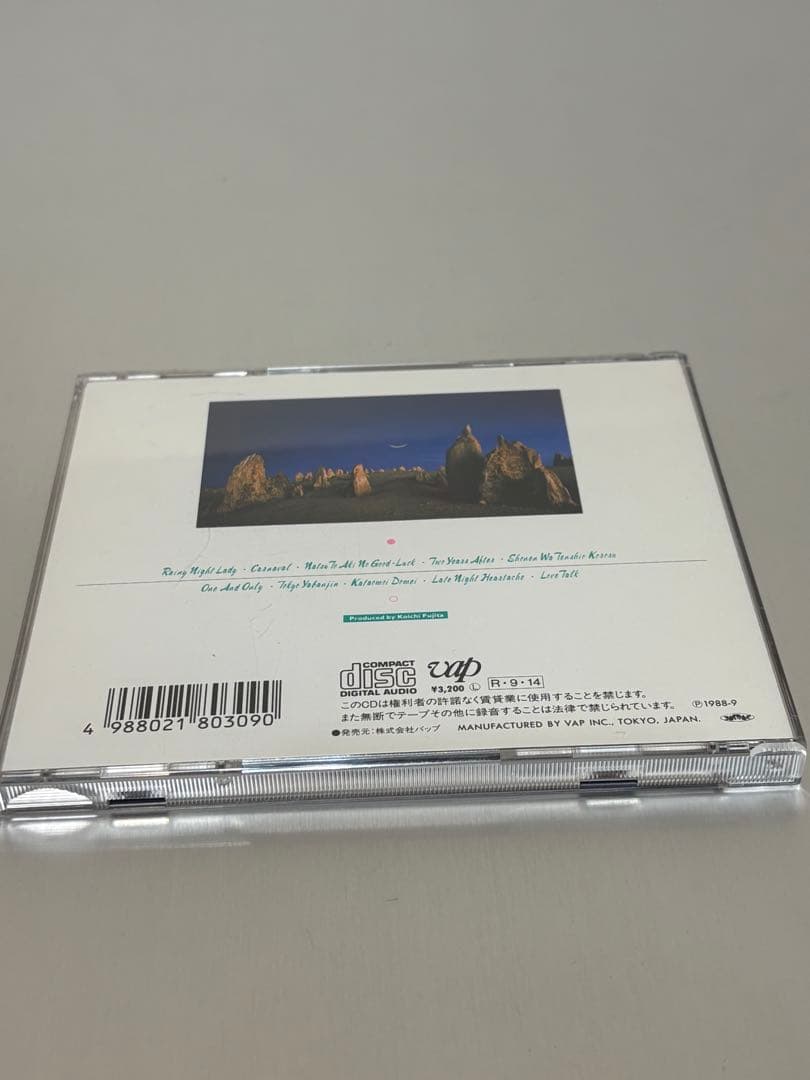 Rainy Night Lady・Carnaval・Natsu To Aki No Good-Luck・Two Years After・Shonan Wa Tonshir Koarau
One And Only・Tokyo Yabanjin・Kataomoi Domei・Late Night Heartache・Love Talk
Produced by Koichi Fujita
COMPACT
disc
DIGITAL AUDIO
vap
¥3,200 Ⓛ R・9・14
4 988021 803090
このCDは権利者の許諾なく賃貸業に使用することを禁じます。
また無断でテープその他に録音することは法律で禁じられています。 Ⓟ1988-9
●発売元:株式会社バップ MANUFACTURED BY VAP INC., TOKYO, JAPAN.